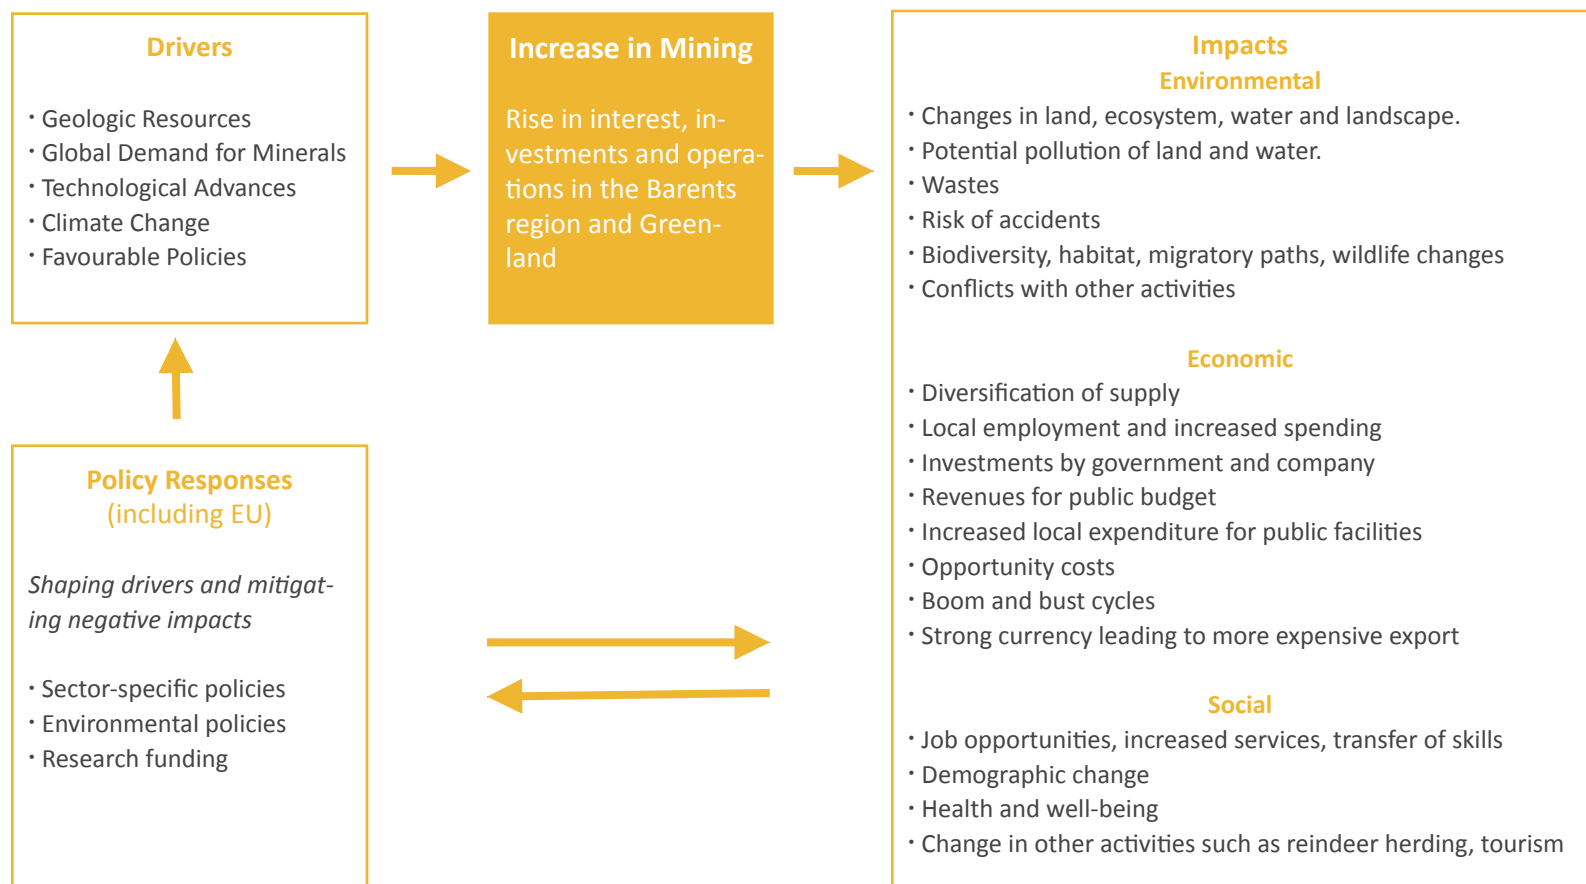 Drivers
· Geologic Resources
· Global Demand for Minerals
· Technological Advances
· Climate Change
· Favourable Policies
Increase in Mining
Rise in interest, in-
vestments and opera-
tions in the Barents
region and Green-
land
Impacts
Environmental
· Changes in land, ecosystem, water and landscape.
· Potential pollution of land and water.
· Wastes
· Risk of accidents
· Biodiversity, habitat, migratory paths, wildlife changes
· Conflicts with other activities
Economic
· Diversification of supply
· Local employment and increased spending
· Investments by government and company
· Revenues for public budget
· Increased local expenditure for public facilities
· Opportunity costs
· Boom and bust cycles
· Strong currency leading to more expensive export
Social
· Job opportunities, increased services, transfer of skills
· Demographic change
· Health and well-being
· Change in other activities such as reindeer herding, tourism
Policy Responses
(including EU)
Shaping drivers and mitigat-
ing negative impacts
· Sector-specific policies
· Environmental policies
· Research funding